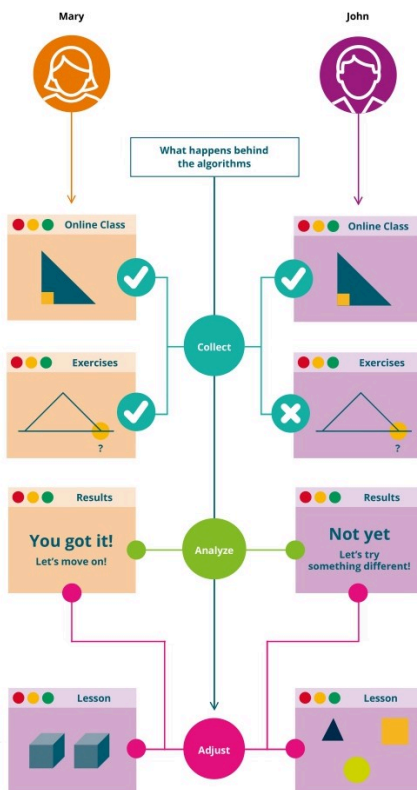 Mary
John
What happens behind
the algorithms
Online Class
Online Class
Collect
Exercises
Exercises
?
?
Results
Results
You got it!
Let's move on!
Analyze
Not yet
Let's try
something different!
Lesson
Lesson
Adjust